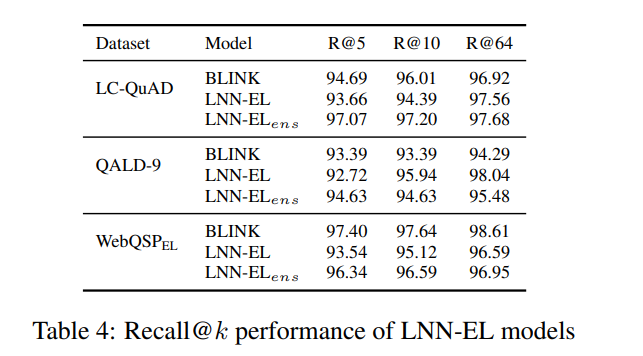 Dataset Model R@5 R@10 R@64
LC-QuAD
BLINK 94.69 96.01 96.92
LNN-EL 93.66 94.39 97.56
LNN-ELens 97.07 97.20 97.68
QALD-9
BLINK 93.39 93.39 94.29
LNN-EL 92.72 95.94 98.04
LNN-ELens 94.63 94.63 95.48
WebQSPEL
BLINK 97.40 97.64 98.61
LNN-EL 93.54 95.12 96.59
LNN-ELens 96.34 96.59 96.95
Table 4: Recall@k performance of LNN-EL models